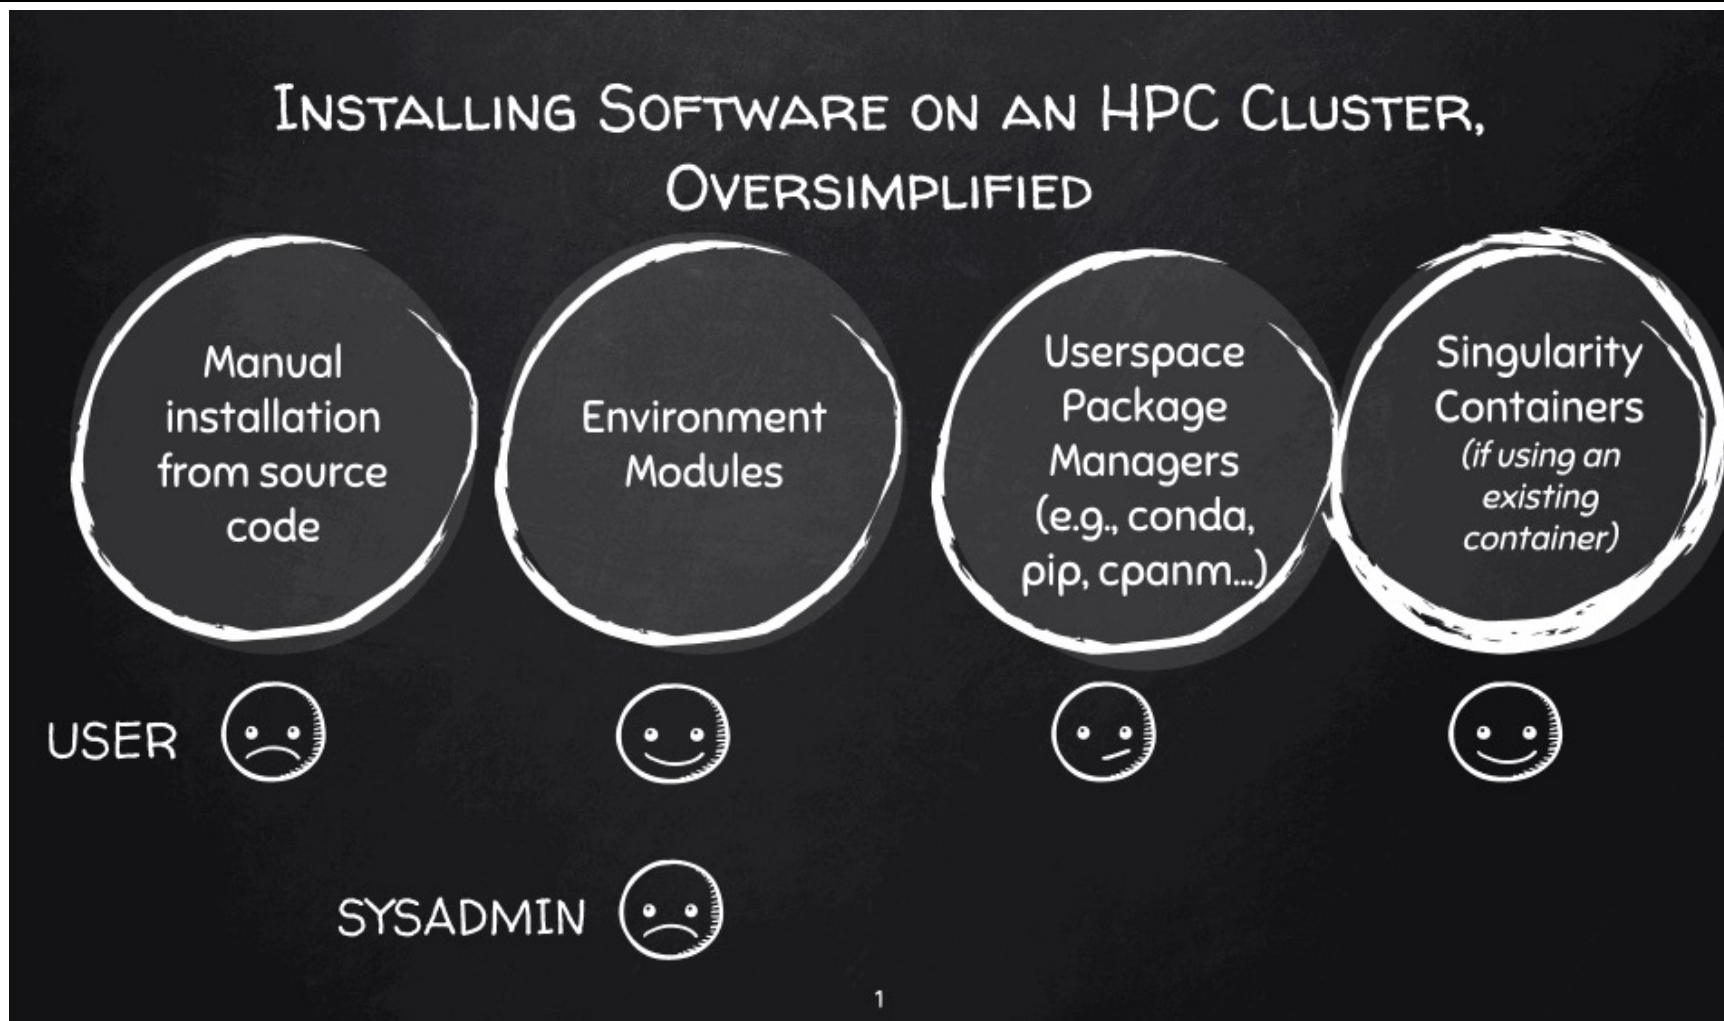 Installing Software on an HPC Cluster,
Oversimplified
Manual
installation
from source
code
Environment
Modules
Userspace
Package
Managers
(e.g., conda,
pip, cpanm...)
Singularity
Containers
(if using an
existing
container)
USER
SYSADMIN
1